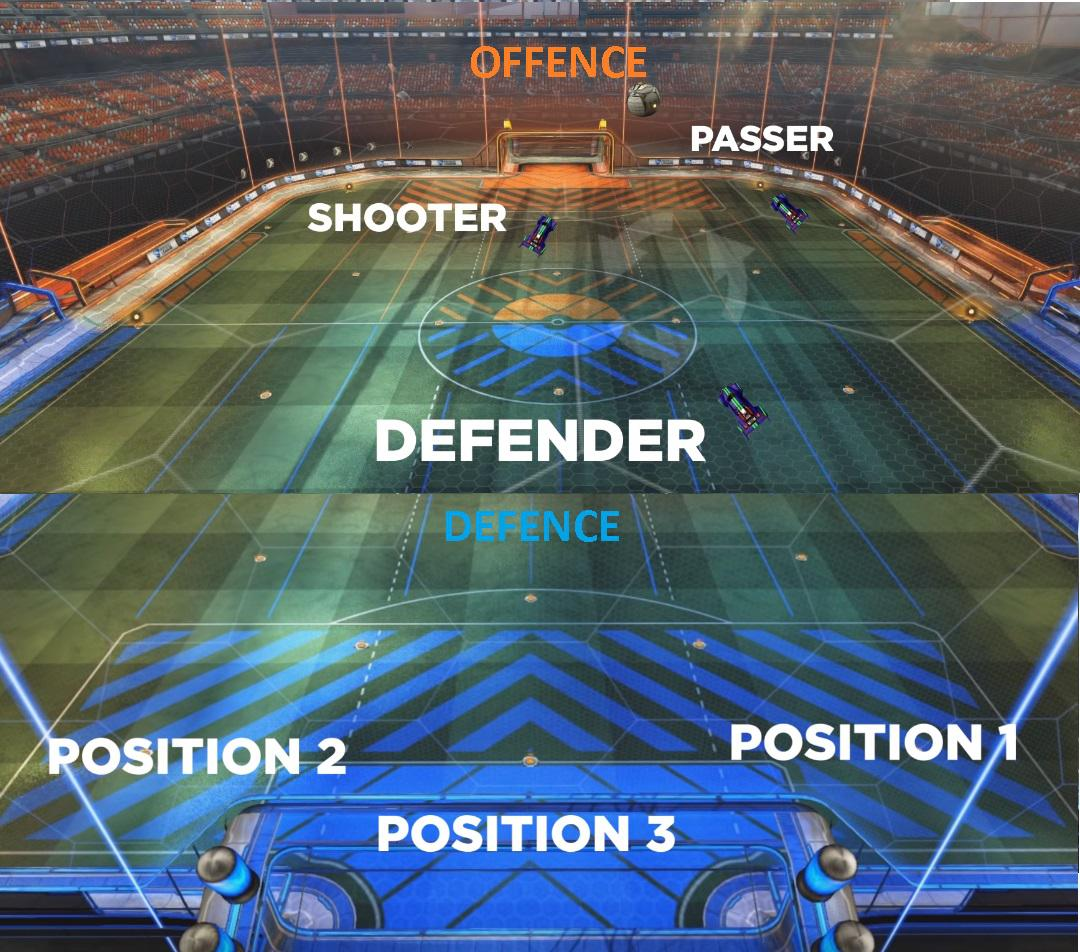 OFFENCE
PASSER
SHOOTER
DEFENDER
DEFENCE
POSITION 1
POSITION 2
POSITION 3